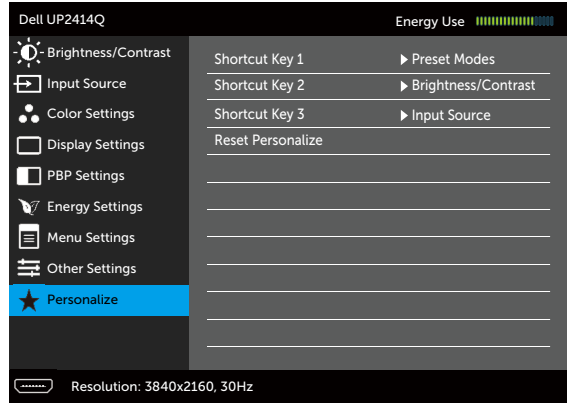 Dell UP2414Q Energy Use
Brightness/Contrast
Input Source
Color Settings
Display Settings
PBP Settings
Energy Settings
Menu Settings
Other Settings
Personalize
Shortcut Key 1 Preset Modes
Shortcut Key 2 Brightness/Contrast
Shortcut Key 3 Input Source
Reset Personalize
Resolution: 3840x2160, 30Hz